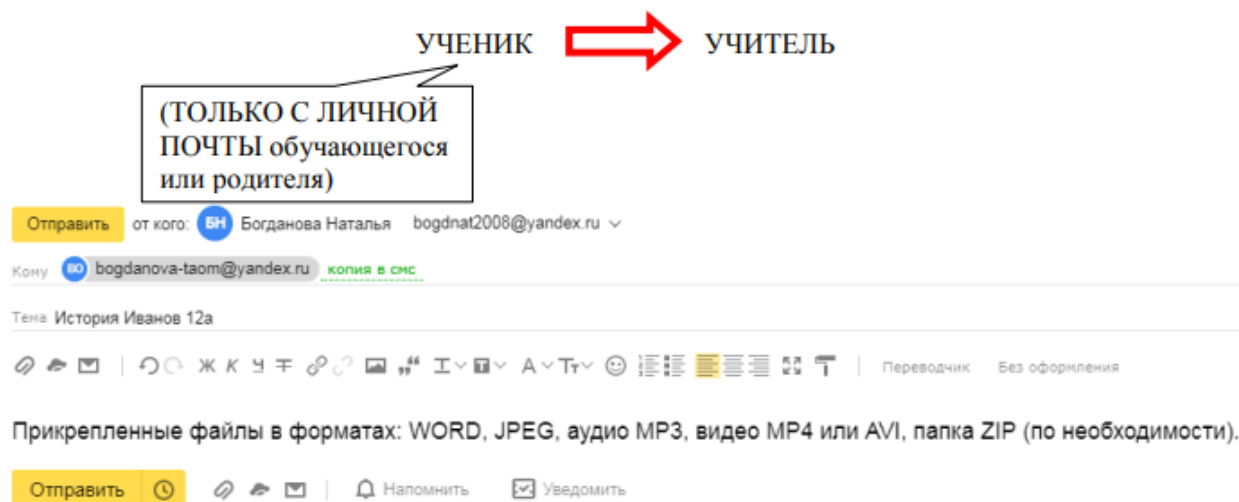 УЧЕНИК УЧИТЕЛЬ
(ТОЛЬКО С ЛИЧНОЙ
ПОЧТЫ обучающегося
или родителя)
Отправить от кого: БН Богданова Наталья bogdnat2008@yandex.ru
Кому ВО bogdanova-taom@yandex.ru копия в смс
Тема История Иванов 12а
Ж К Ч Т Переводчик Без оформления
Прикрепленные файлы в форматах: WORD, JPEG, аудио MP3, видео MP4 или AVI, папка ZIP (по необходимости).
Отправить Напомнить Уведомить